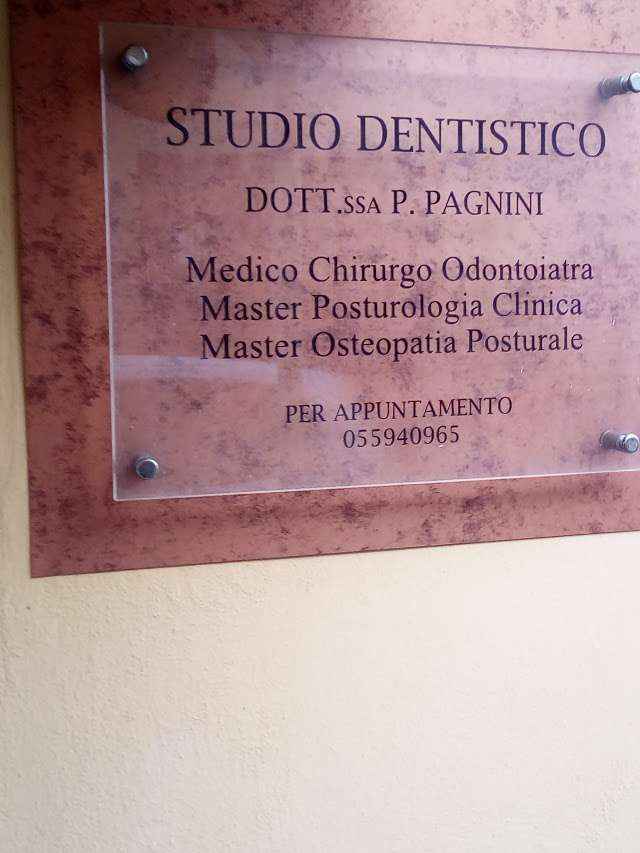 STUDIO DENTISTICO
DOTT.SSA P. PAGNINI
Medico Chirurgo Odontoiatra
Master Posturologia Clinica
Master Osteopatia Posturale
PER APPUNTAMENTO
055940965